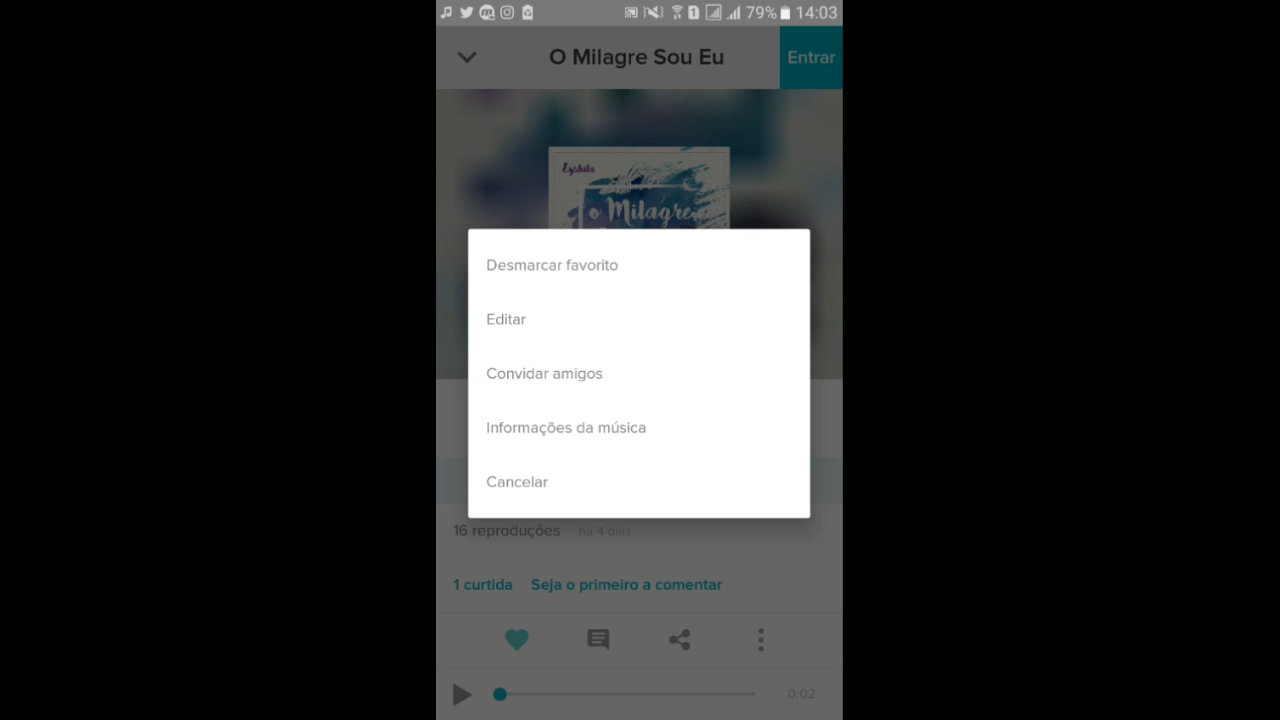 79% 14:03
O Milagre Sou Eu
Entrar
Eyshila
o Milagre
Desmarcar favorito
Editar
Convidar amigos
Informações da música
Cancelar
16 reproduções há 4 dias
1 curtida Seja o primeiro a comentar
0:02